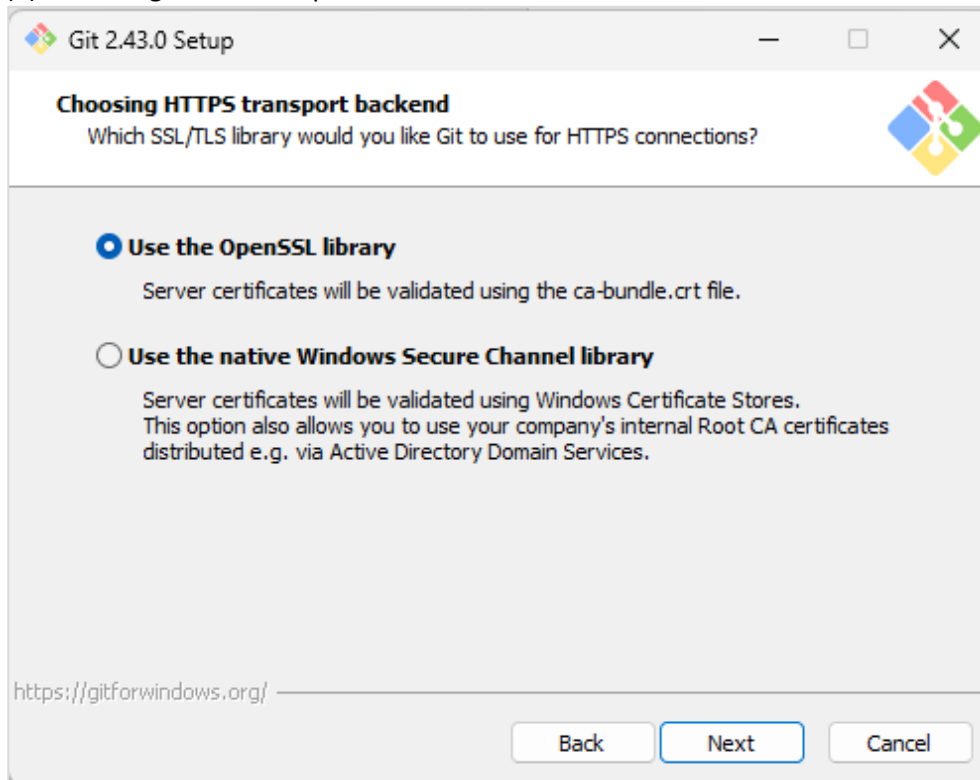 Git 2.43.0 Setup
Choosing HTTPS transport backend
Which SSL/TLS library would you like Git to use for HTTPS connections?
Use the OpenSSL library
Server certificates will be validated using the ca-bundle.crt file.
Use the native Windows Secure Channel library
Server certificates will be validated using Windows Certificate Stores.
This option also allows you to use your company's internal Root CA certificates
distributed e.g. via Active Directory Domain Services.
https://gitforwindows.org/
Back Next Cancel